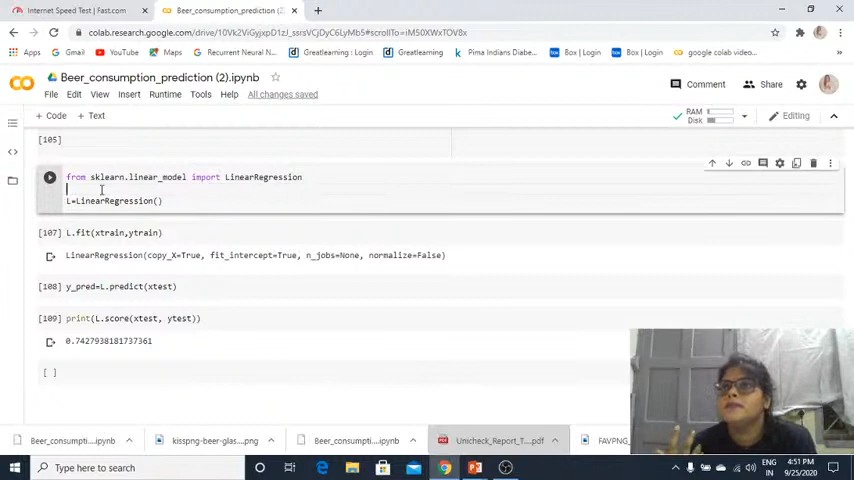 Internet Speed Test | Fast.com
Beer_consumption_prediction (2).i
colab.research.google.com/drive/10Vk2ViGyjxpD1zJ_ssrsVCjDyC6LyMb5#scrollTo=iM50XWsHtEBx
Apps
Gmail
YouTube
Maps
Recurrent Neural N...
Greatlearning : Login
Greatlearning : Login
Pima Indians Diabe...
Box | Login
Box | Login
google colab video...
Beer_consumption_prediction (2).ipynb
Comment
Share
File Edit View Insert Runtime Tools Help All changes saved
+ Code + Text
RAM
Disk
Editing
[105]
from sklearn.linear_model import LinearRegression
L=LinearRegression()
[107] L.fit(xtrain,ytrain)
LinearRegression(copy_X=True, fit_intercept=True, n_jobs=None, normalize=False)
[108] y_pred=L.predict(xtest)
[109] print(L.score(xtest, ytest))
0.7427938181737361
[ ]
Beer_consumpti....ipynb
kisspng-beer-glas....png
Beer_consumpti....ipynb
Unicheck_Report_T....pdf
FAVPNG_
Type here to search
ENG
IN
4:51 PM
9/25/2020